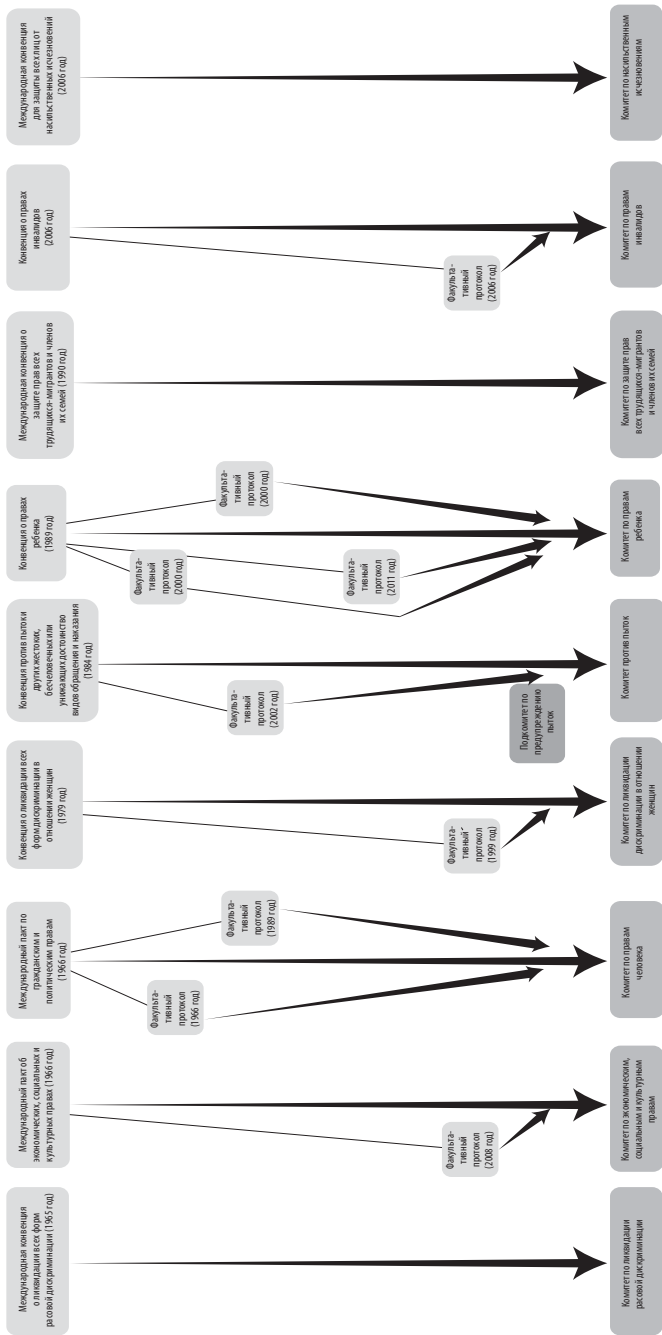 Международная конвенция
о ликвидации всех форм
расовой дискриминации (1965 год)
Международный пакт об
экономических, социальных и
культурных правах (1966 год)
Международный пакт по
гражданским и
политическим правам
(1966 год)
Конвенция о ликвидации всех
форм дискриминации в
отношении женщин
(1979 год)
Конвенция против пыток и
других жестоких,
бесчеловечных или
унижающих достоинство
видов обращения и наказания
(1984 год)
Конвенция о правах
ребенка
(1989 год)
Международная конвенция о
защите прав всех
трудящихся-мигрантов и членов
их семей (1990 год)
Конвенция о правах
инвалидов
(2006 год)
Международная конвенция
для защиты всех лиц от
насильственных исчезновений
(2006 год)
Факульта-
тивный
протокол
(2008 год)
Факульта-
тивный
протокол
(1966 год)
Факульта-
тивный
протокол
(1989 год)
Факульта-
тивный
протокол
(1999 год)
Факульта-
тивный
протокол
(2002 год)
Факульта-
тивный
протокол
(2000 год)
Факульта-
тивный
протокол
(2011 год)
Факульта-
тивный
протокол
(2000 год)
Факульта-
тивный
протокол
(2006 год)
Подкомитет по
предупреждению
пыток
Комитет по ликвидации
расовой дискриминации
Комитет по экономическим,
социальным и культурным
правам
Комитет по правам
человека
Комитет по ликвидации
дискриминации в отношении
женщин
Комитет против пыток
Комитет по правам
ребенка
Комитет по защите прав
всех трудящихся-мигрантов
и членов их семей
Комитет по правам
инвалидов
Комитет по насильственным
исчезновениям